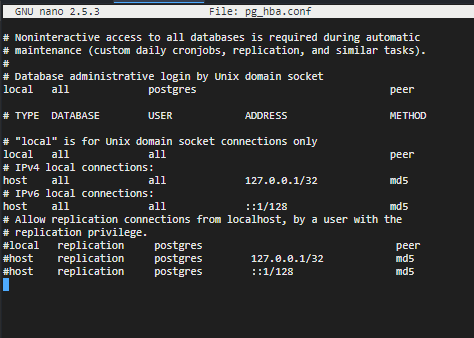 GNU nano 2.5.3 File: pg_hba.conf
# Noninteractive access to all databases is required during automatic
# maintenance (custom daily cronjobs, replication, and similar tasks).
#
# Database administrative login by Unix domain socket
local all postgres peer
# TYPE DATABASE USER ADDRESS METHOD
# "local" is for Unix domain socket connections only
local all all peer
# IPv4 local connections:
host all all 127.0.0.1/32 md5
# IPv6 local connections:
host all all ::1/128 md5
# Allow replication connections from localhost, by a user with the
# replication privilege.
#local replication postgres peer
#host replication postgres 127.0.0.1/32 md5
#host replication postgres ::1/128 md5